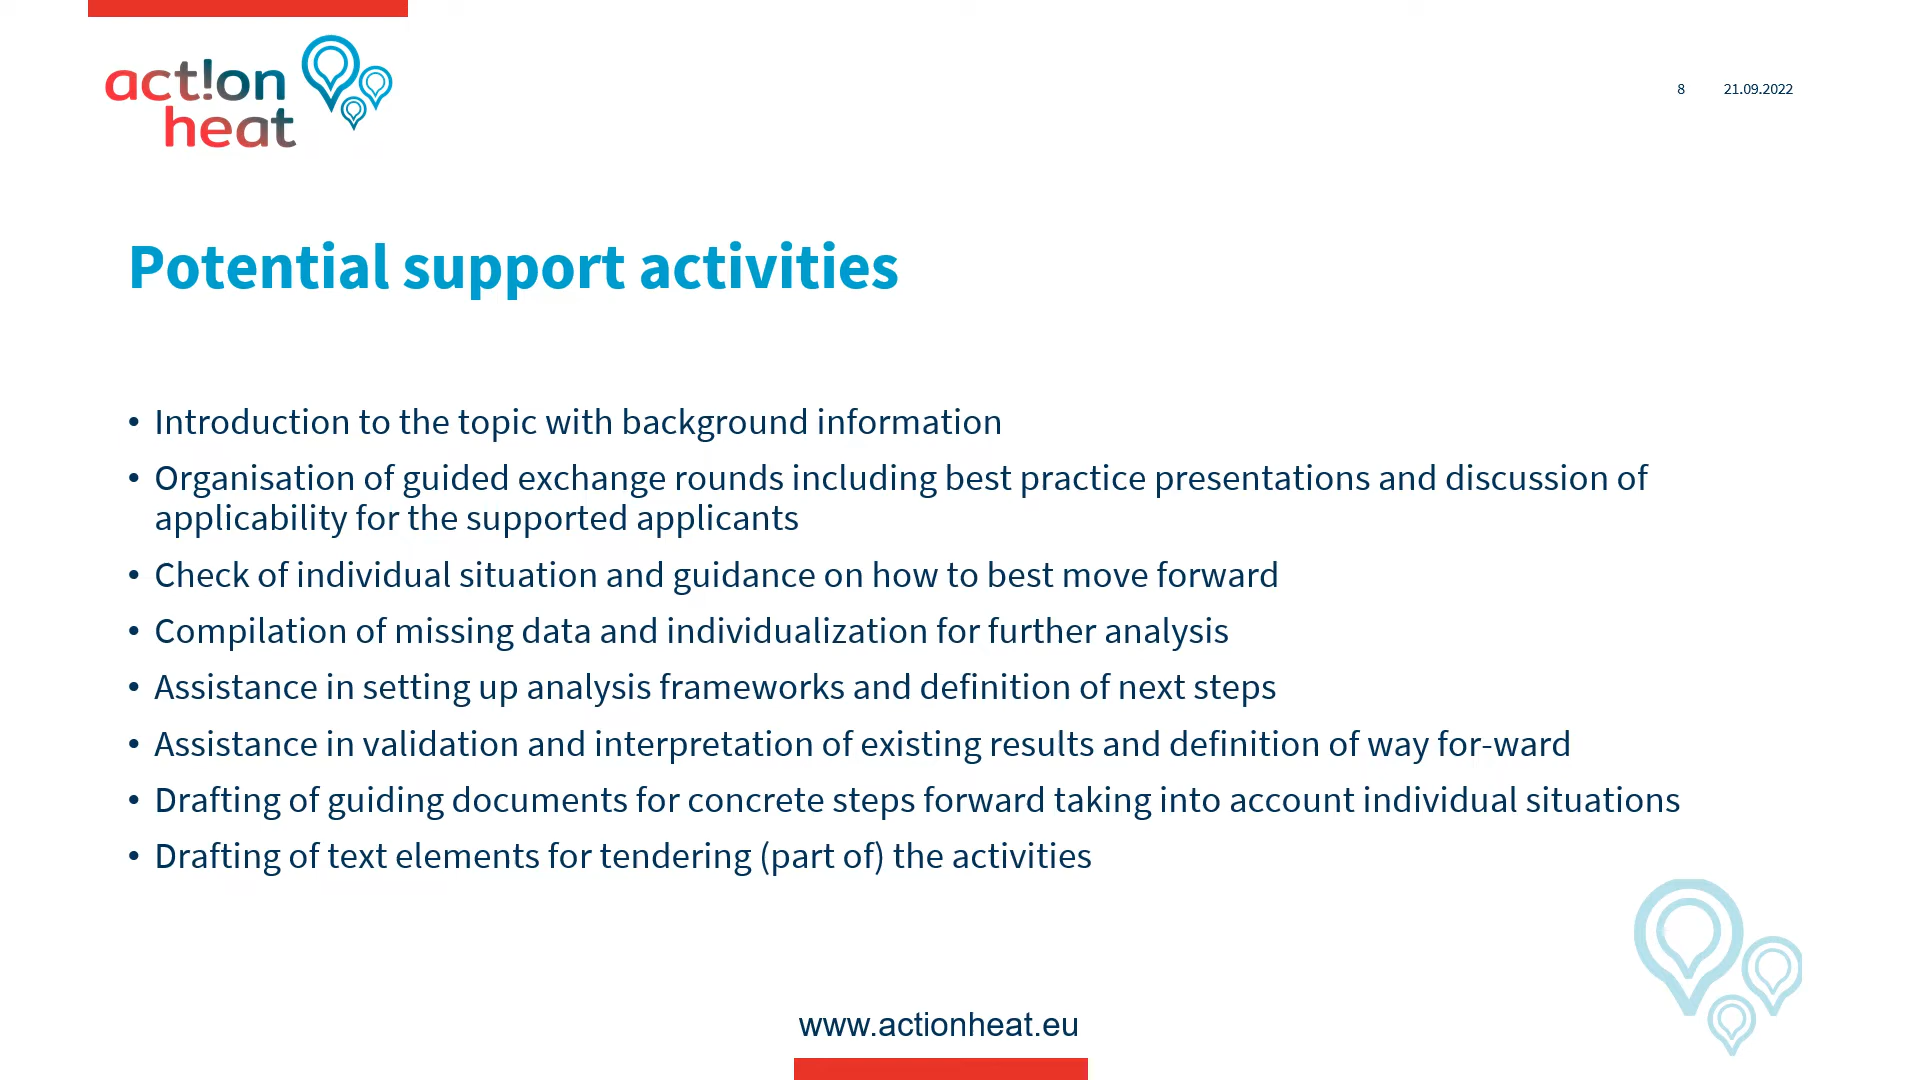 act!on
heat
8 21.09.2022
Potential support activities
• Introduction to the topic with background information
• Organisation of guided exchange rounds including best practice presentations and discussion of
applicability for the supported applicants
• Check of individual situation and guidance on how to best move forward
• Compilation of missing data and individualization for further analysis
• Assistance in setting up analysis frameworks and definition of next steps
• Assistance in validation and interpretation of existing results and definition of way for-ward
• Drafting of guiding documents for concrete steps forward taking into account individual situations
• Drafting of text elements for tendering (part of) the activities
www.actionheat.eu